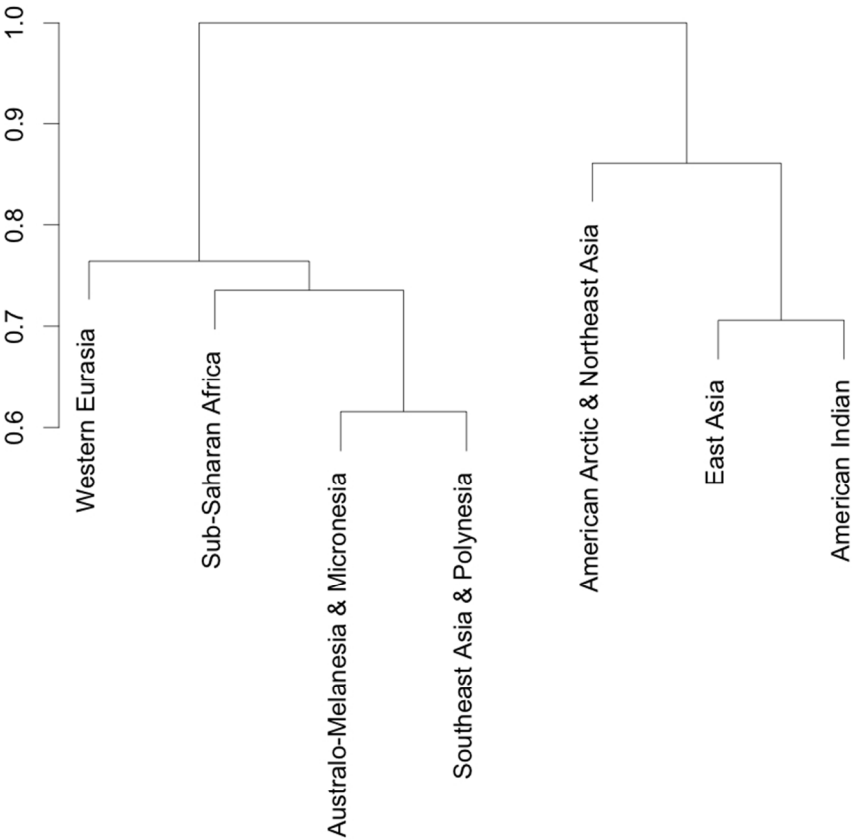 1.0
0.9
0.8
0.7
0.6
Western Eurasia
Sub-Saharan Africa
Australo-Melanesia & Micronesia
Southeast Asia & Polynesia
American Arctic & Northeast Asia
East Asia
American Indian